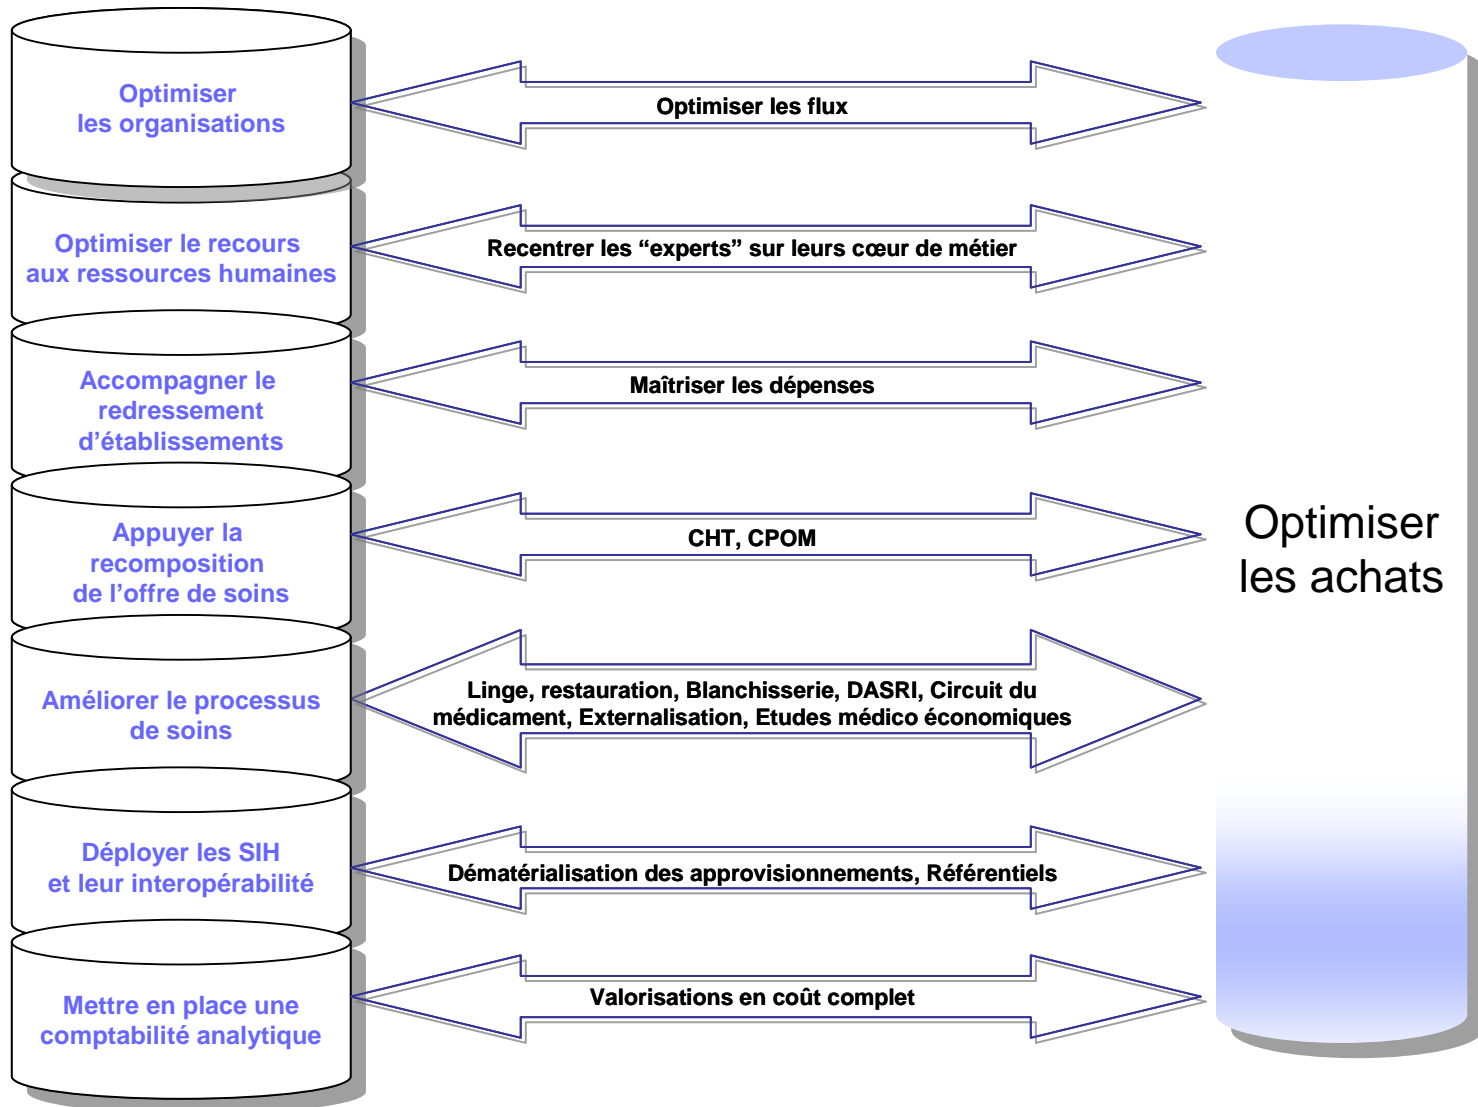 Optimiser
les organisations
Optimiser les flux
Optimiser le recours
aux ressources humaines
Recentrer les “experts” sur leurs cœur de métier
Accompagner le
redressement
d’établissements
Maîtriser les dépenses
Appuyer la
recomposition
de l’offre de soins
CHT, CPOM
Optimiser
les achats
Améliorer le processus
de soins
Linge, restauration, Blanchisserie, DASRI, Circuit du
médicament, Externalisation, Etudes médico économiques
Déployer les SIH
et leur interopérabilité
Dématérialisation des approvisionnements, Référentiels
Mettre en place une
comptabilité analytique
Valorisations en coût complet